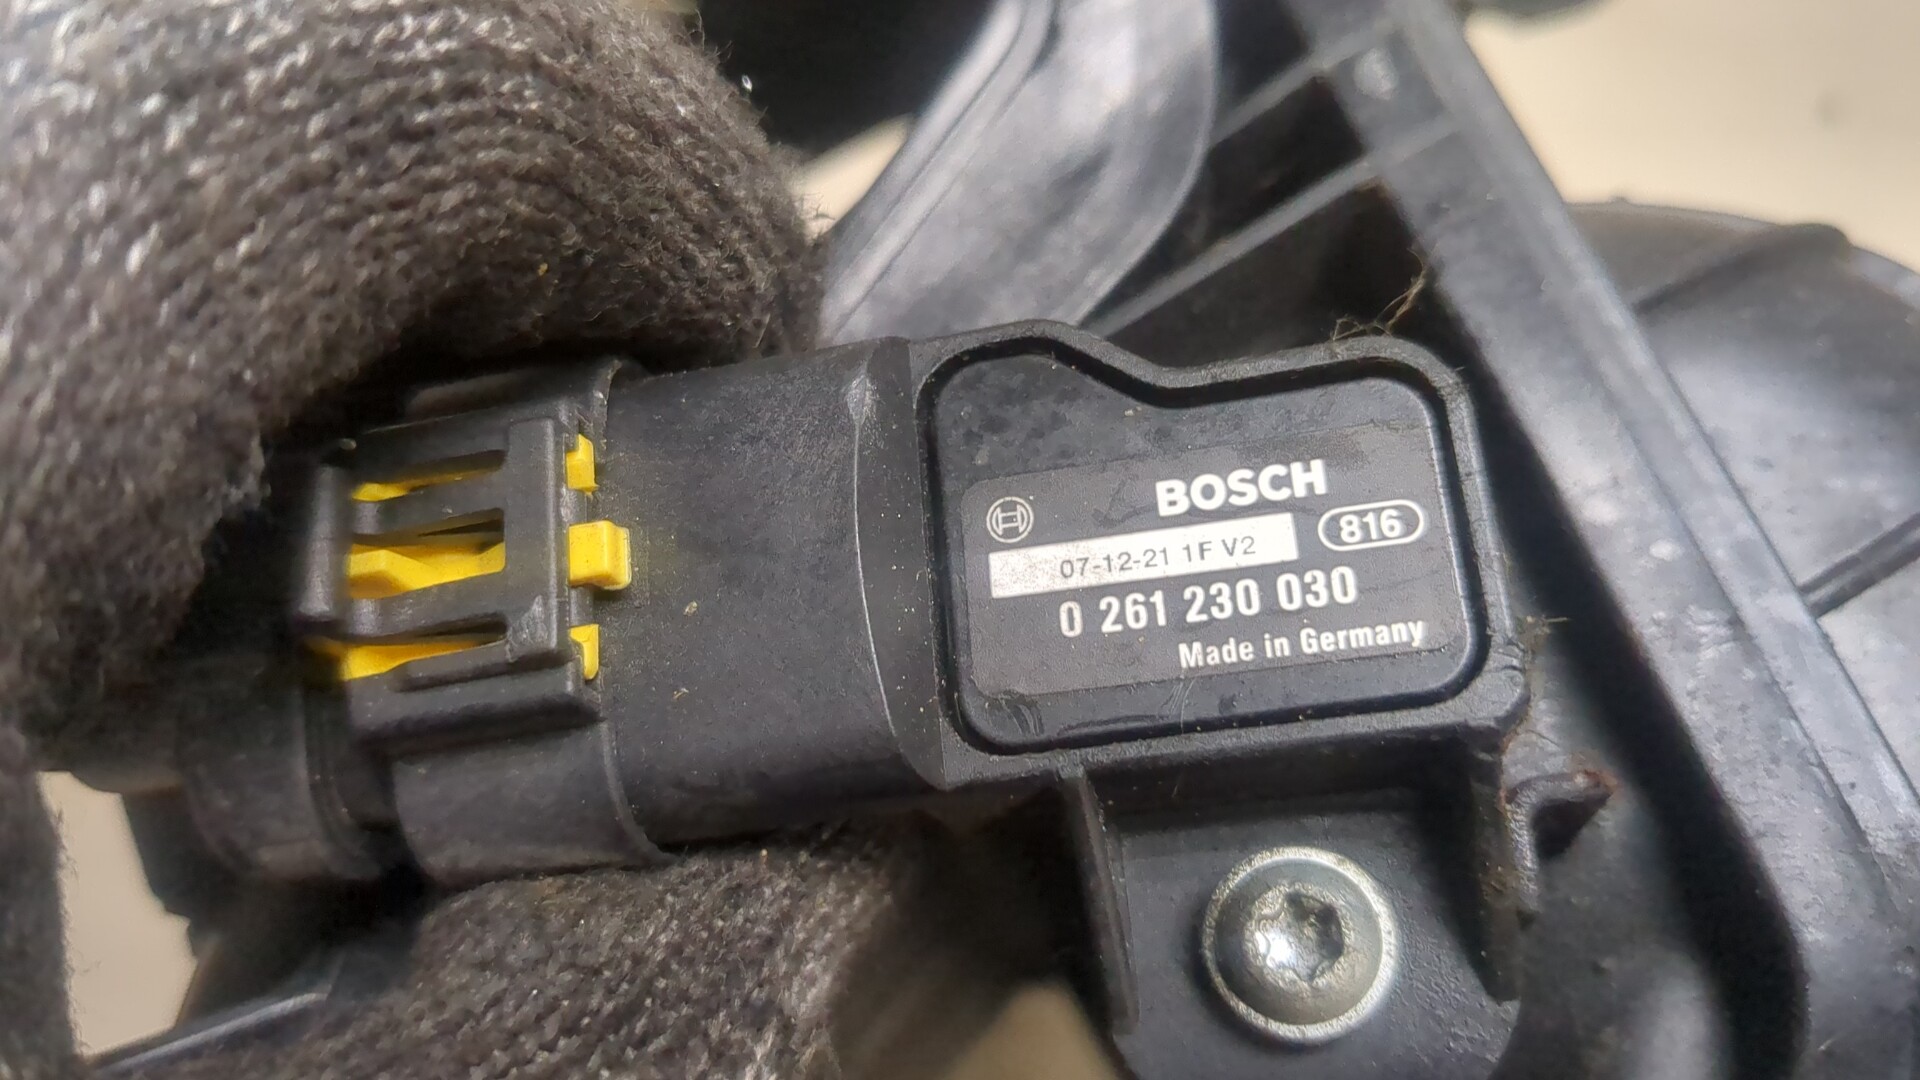 BOSCH
816
07-12-21 1F V2
0 261 230 030
Made in Germany